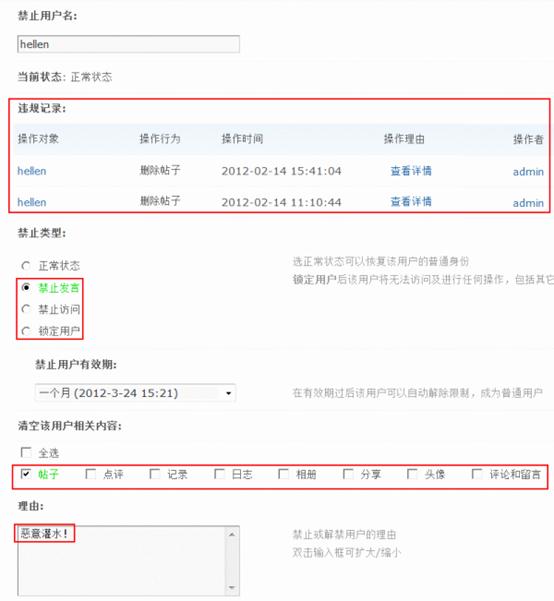 禁止用户名:
hellen
当前状态: 正常状态
违规记录:
操作对象 操作行为 操作时间 操作理由 操作者
hellen 删除帖子 2012-02-14 15:41:04 查看详情 admin
hellen 删除帖子 2012-02-14 11:10:44 查看详情 admin
禁止类型:
正常状态 选正常状态可以恢复该用户的普通身份
禁止发言 锁定用户后该用户将无法访问及进行任何操作，包括其它
禁止访问
锁定用户
禁止用户有效期:
一个月 (2012-3-24 15:21) 在有效期过后该用户可以自动解除限制，成为普通用户
清空该用户相关内容:
全选
帖子 点评 记录 日志 相册 分享 头像 评论和留言
理由:
恶意灌水! 禁止或解禁用户的理由
双击输入框可扩大/缩小